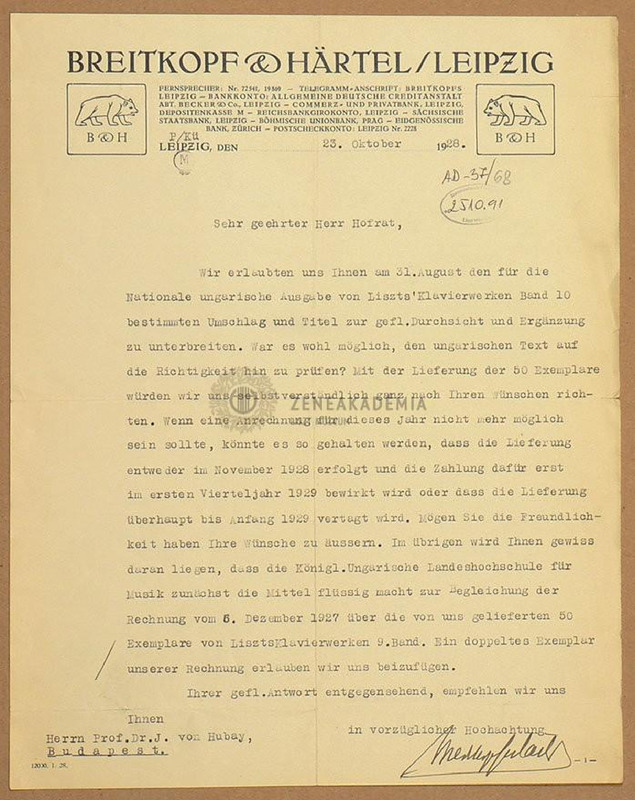 BREITKOPF & HÄRTEL/LEIPZIG
FERNSPRECHER: Nr. 72541, 19860 — TELEGRAMM-ANSCHRIFT: BREITKOPFS
LEIPZIG — BANKKONTO: ALLGEMEINE DEUTSCHE CREDITANSTALT
ABT. BECKER & Co., LEIPZIG — COMMERZ- UND PRIVATBANK, LEIPZIG,
DEPOSITENKASSE M — REICHSBANKGIROKONTO, LEIPZIG — SÄCHSISCHE
STAATSBANK, LEIPZIG — BÖHMISCHE UNIONBANK, PRAG — EIDGENÖSSISCHE
BANK, ZÜRICH — POSTSCHECKKONTO: LEIPZIG Nr. 2228
B & H
B & H
P/Kü
LEIPZIG, DEN 23. Oktober 1928.
M
AD-37/68
251091
Sehr geehrter Herr Hofrat,
Wir erlaubten uns Ihnen am 31.August den für die
Nationale ungarische Ausgabe von Liszts'Klavierwerken Band 10
bestimmten Umschlag und Titel zur gefl.Durchsicht und Ergänzung
zu unterbreiten. War es wohl möglich, den ungarischen Text auf
die Richtigkeit hin zu prüfen? Mit der Lieferung der 50 Exemplare
würden wir uns selbstverständlich ganz nach Ihren Wünschen rich-
ten. Wenn eine Anrechnung für dieses Jahr nicht mehr möglich
sein sollte, könnte es so gehalten werden, dass die Lieferung
entweder im November 1928 erfolgt und die Zahlung dafür erst
im ersten Vierteljahr 1929 bewirkt wird oder dass die Lieferung
überhaupt bis Anfang 1929 vertagt wird. Mögen Sie die Freundlich-
keit haben Ihre Wünsche zu äussern. Im übrigen wird Ihnen gewiss
daran liegen, dass die Königl.Ungarische Landeshochschule für
Musik zunächst die Mittel flüssig macht zur Begleichung der
Rechnung vom 5. Dezember 1927 über die von uns gelieferten 50
Exemplare von LisztsKlavierwerken 9.Band. Ein doppeltes Exemplar
unserer Rechnung erlauben wir uns beizufügen.
Ihrer gefl.Antwort entgegensehend, empfehlen wir uns
Ihnen
in vorzüglicher Hochachtung
Herrn Prof.Dr.J. von Hubay,
Budapest.
Breitkopf Härtel
12000. 1. 28.
—1—
ZENEAKADEMIA